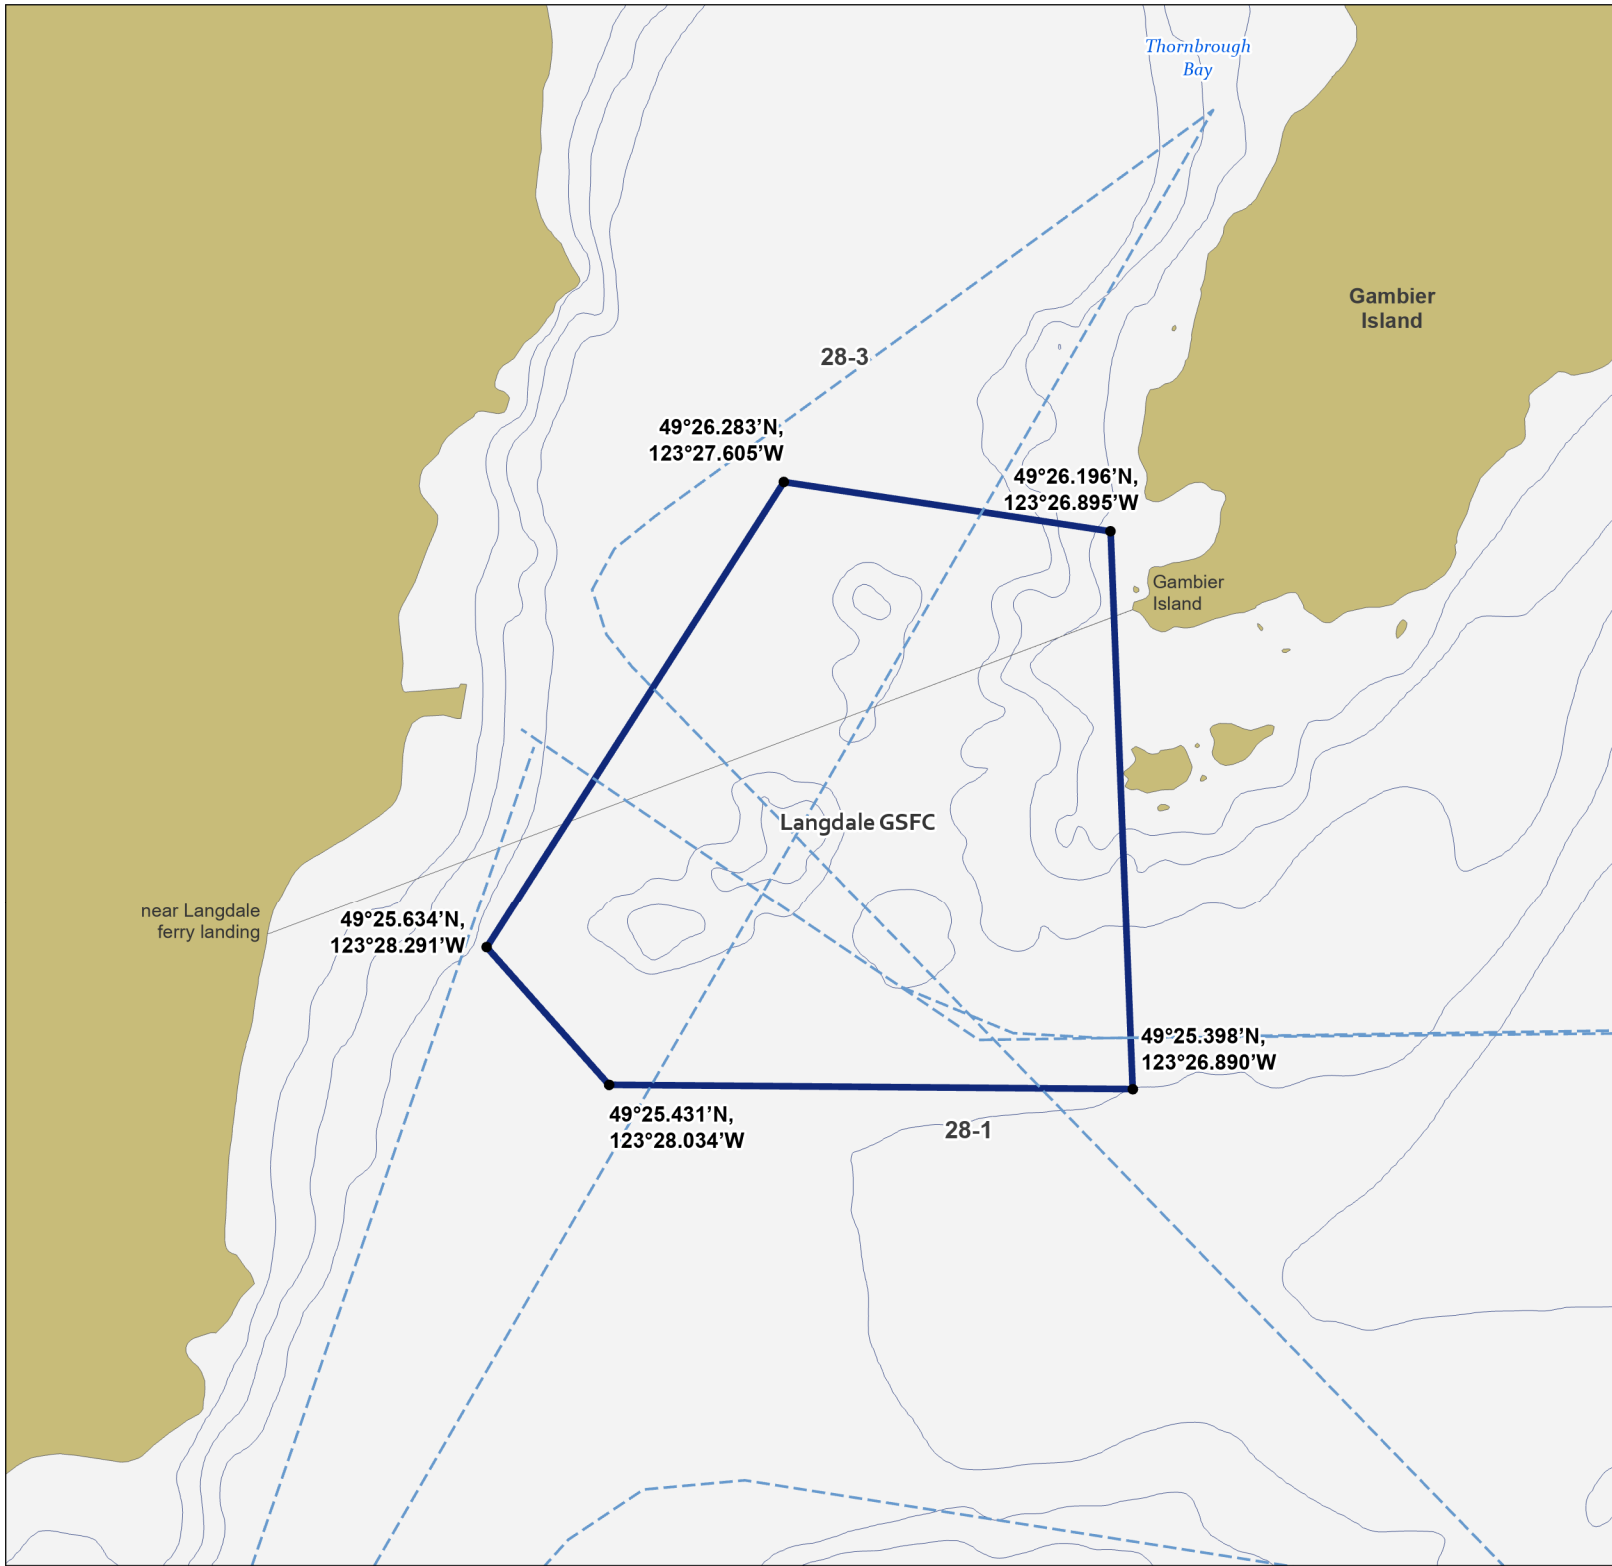 Thornbrough
Bay
Gambier
Island
28-3
49°26.283’N,
123°27.605’W
49°26.196’N,
123°26.895’W
Gambier
Island
Langdale GSFC
near Langdale
ferry landing
49°25.634’N,
123°28.291’W
49°25.398’N,
123°26.890’W
49°25.431’N,
123°28.034’W
28-1